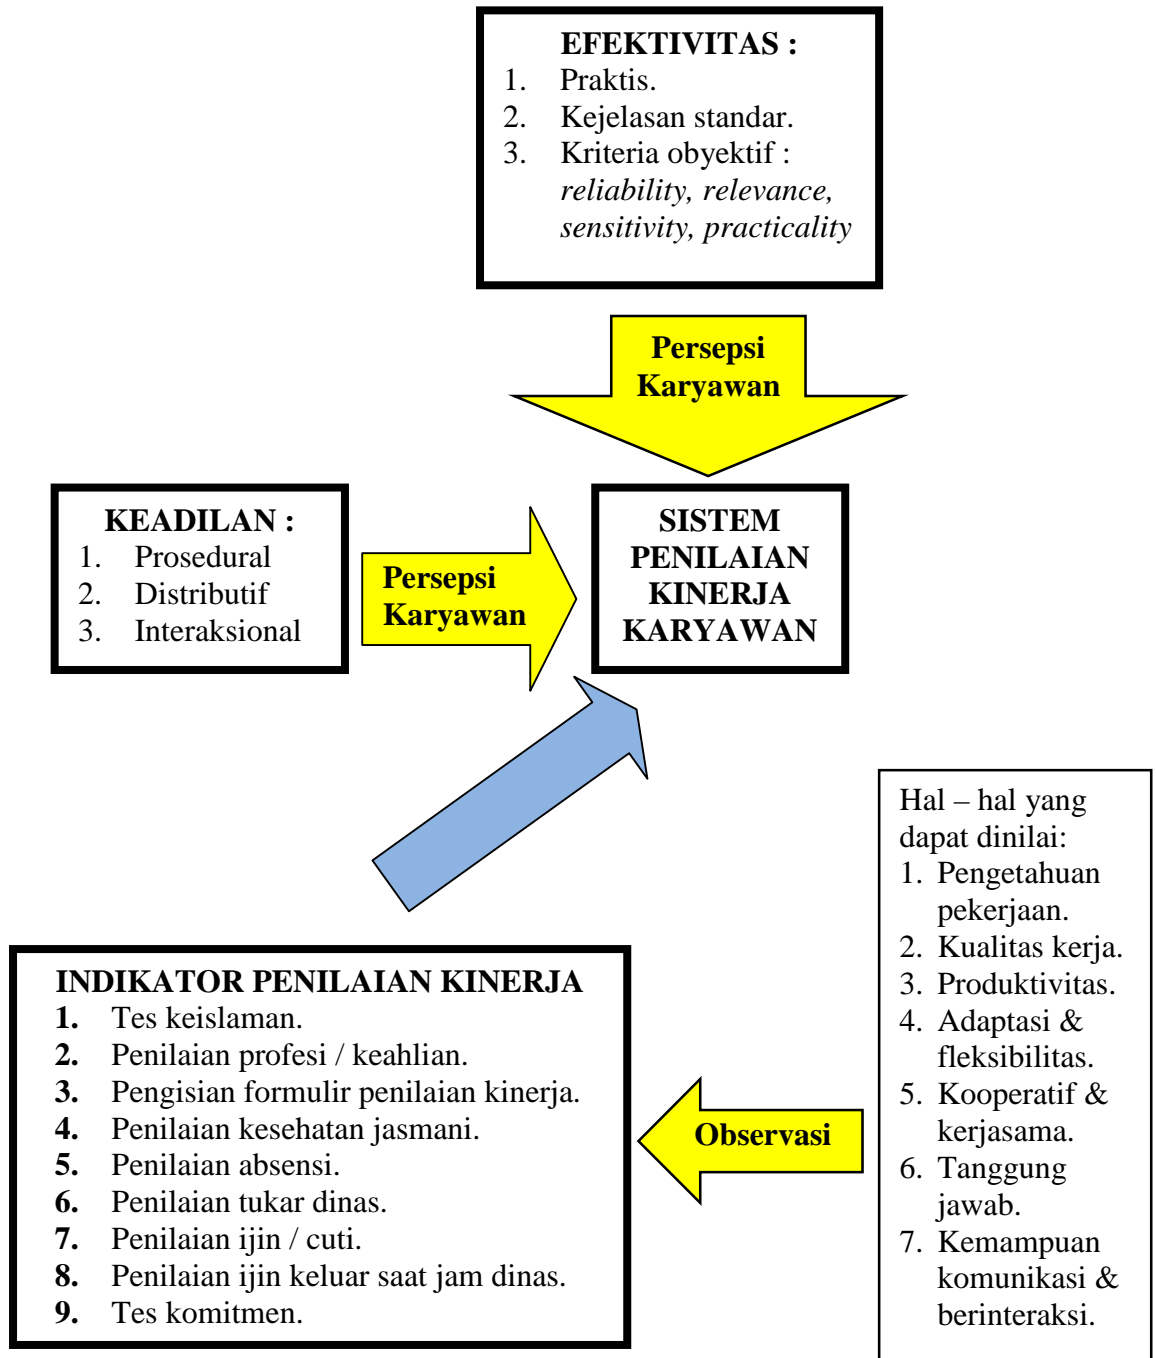 EFEKTIVITAS :
1. Praktis.
2. Kejelasan standar.
3. Kriteria obyektif :
reliability, relevance,
sensitivity, practicality
Persepsi
Karyawan
KEADILAN :
1. Prosedural
2. Distributif
3. Interaksional
Persepsi
Karyawan
SISTEM
PENILAIAN
KINERJA
KARYAWAN
Hal – hal yang
dapat dinilai:
1. Pengetahuan
pekerjaan.
2. Kualitas kerja.
3. Produktivitas.
4. Adaptasi &
fleksibilitas.
5. Kooperatif &
kerjasama.
6. Tanggung
jawab.
7. Kemampuan
komunikasi &
berinteraksi.
Observasi
INDIKATOR PENILAIAN KINERJA
1. Tes keislaman.
2. Penilaian profesi / keahlian.
3. Pengisian formulir penilaian kinerja.
4. Penilaian kesehatan jasmani.
5. Penilaian absensi.
6. Penilaian tukar dinas.
7. Penilaian ijin / cuti.
8. Penilaian ijin keluar saat jam dinas.
9. Tes komitmen.